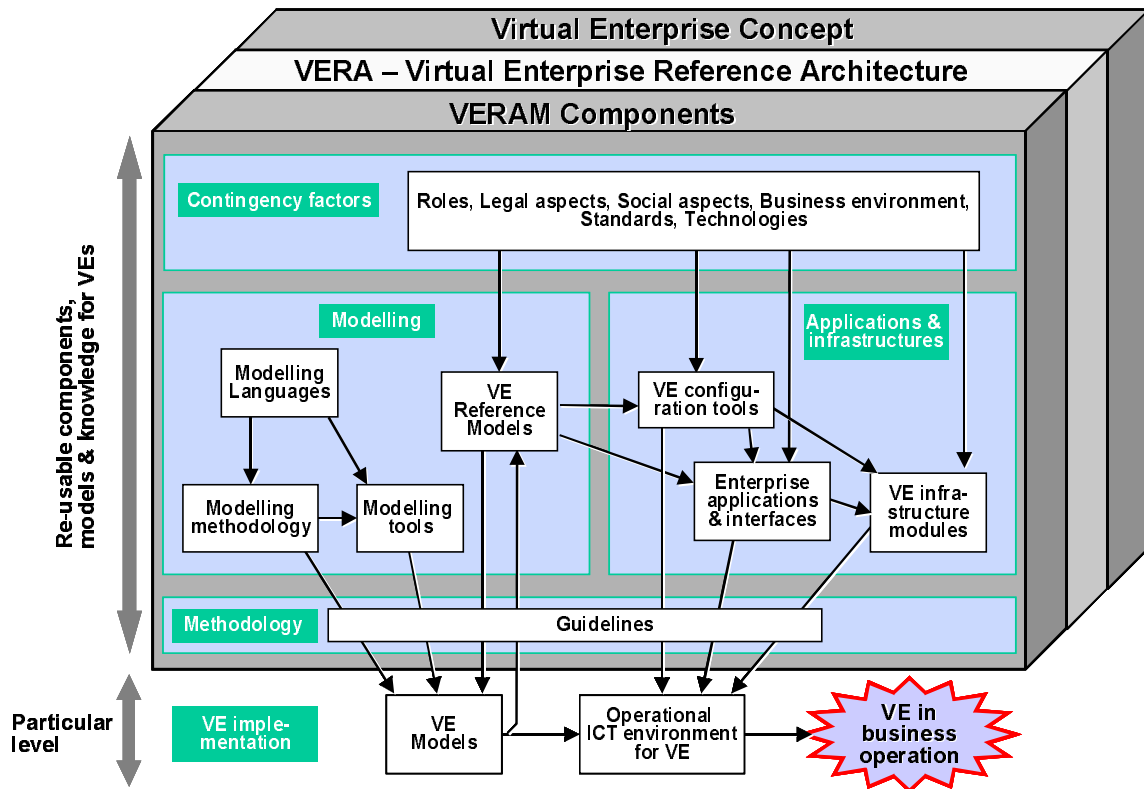 Virtual Enterprise Concept
VERA – Virtual Enterprise Reference Architecture
VERAM Components
Re-usable components,
models & knowledge for VEs
Contingency factors
Roles, Legal aspects, Social aspects, Business environment,
Standards, Technologies
Modelling
Applications &
infrastructures
Modelling
Languages
VE
Reference
Models
VE configu-
ration tools
Modelling
methodology
Modelling
tools
Enterprise
applications
& interfaces
VE infra-
structure
modules
Methodology
Guidelines
Particular
level
VE imple-
mentation
VE
Models
Operational
ICT environment
for VE
VE in
business
operation